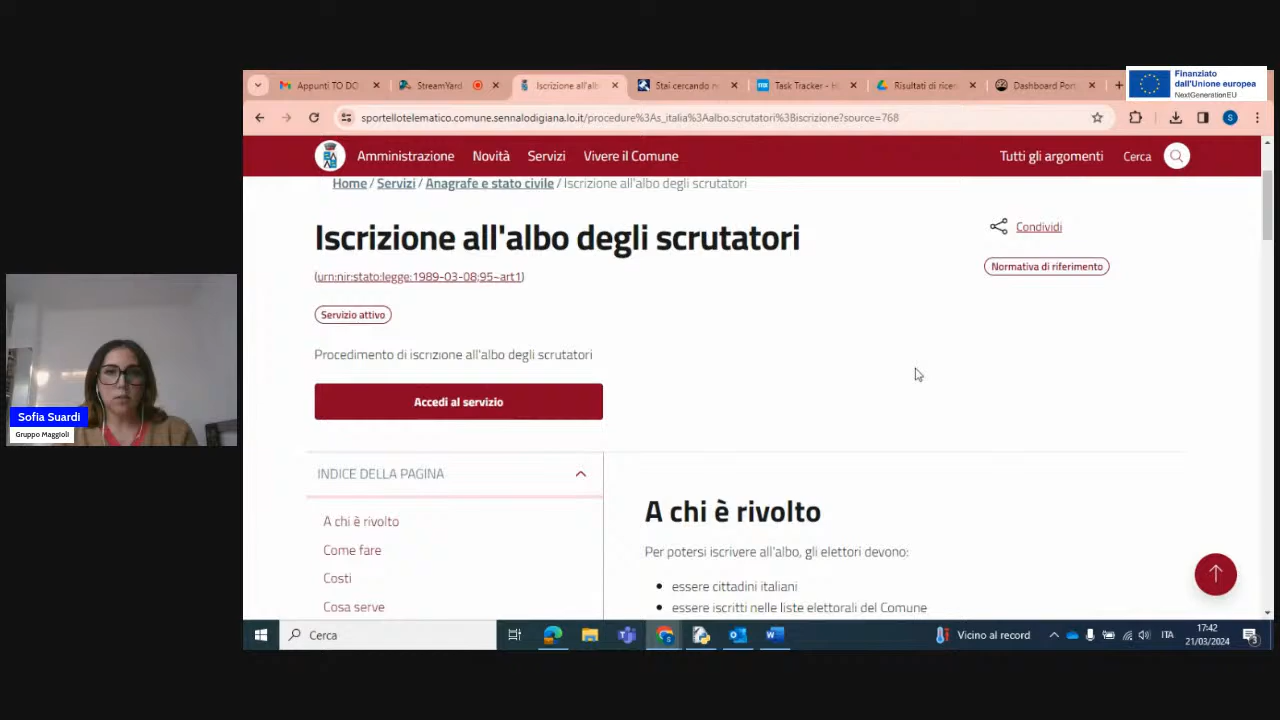 Appunti TO DO
StreamYard
Iscrizione all'alb
Stai cercando n
Task Tracker - H
Risultati di ricer
Dashboard Port
Finanziato
dall'Unione europea
NextGenerationEU
sportellotelematico.comune.sennalodigiana.lo.it/procedure%3As_italia%3Aalbo.scrutatori%3Biscrizione?source=768
S
Amministrazione Novità Servizi Vivere il Comune Tutti gli argomenti Cerca
Home / Servizi / Anagrafe e stato civile / Iscrizione all'albo degli scrutatori
Iscrizione all'albo degli scrutatori
Condividi
(urn:nir:stato:legge:1989-03-08;95~art1)
Normativa di riferimento
Servizio attivo
Procedimento di iscrizione all'albo degli scrutatori
Accedi al servizio
INDICE DELLA PAGINA
A chi è rivolto
Come fare
Costi
Cosa serve
A chi è rivolto
Per potersi iscrivere all'albo, gli elettori devono:
• essere cittadini italiani
• essere iscritti nelle liste elettorali del Comune
Sofia Suardi
Gruppo Maggioli
Cerca
Vicino al record
ITA
17:42
21/03/2024
3